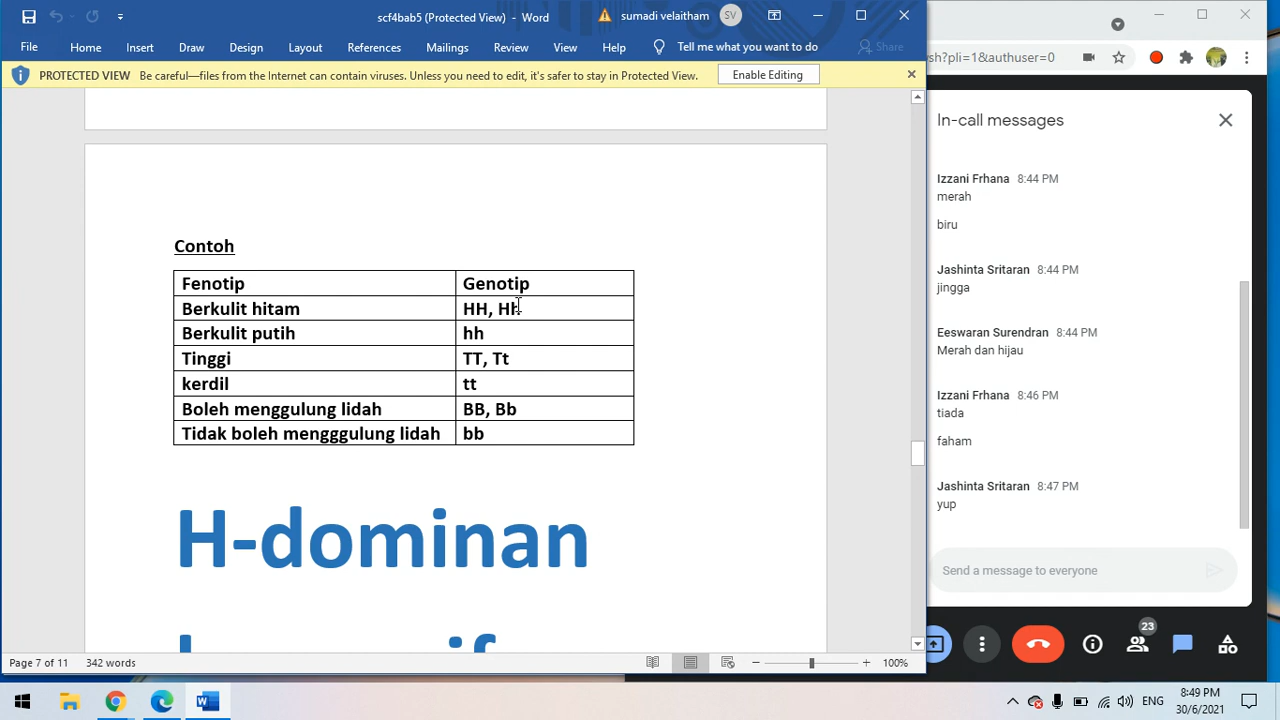 scf4bab5 (Protected View) - Word
sumadi velaitham SV
File Home Insert Draw Design Layout References Mailings Review View Help Tell me what you want to do Share
PROTECTED VIEW Be careful—files from the Internet can contain viruses. Unless you need to edit, it's safer to stay in Protected View. Enable Editing
Contoh
Fenotip Genotip
Berkulit hitam HH, Hh
Berkulit putih hh
Tinggi TT, Tt
kerdil tt
Boleh menggulung lidah BB, Bb
Tidak boleh mengggulung lidah bb
H-dominan
Page 7 of 11 342 words 100%
?pli=1&authuser=0
In-call messages
Izzani Frhana 8:44 PM
merah
biru
Jashinta Sritaran 8:44 PM
jingga
Eeswaran Surendran 8:44 PM
Merah dan hijau
Izzani Frhana 8:46 PM
tiada
faham
Jashinta Sritaran 8:47 PM
yup
Send a message to everyone
23
ENG
8:49 PM
30/6/2021